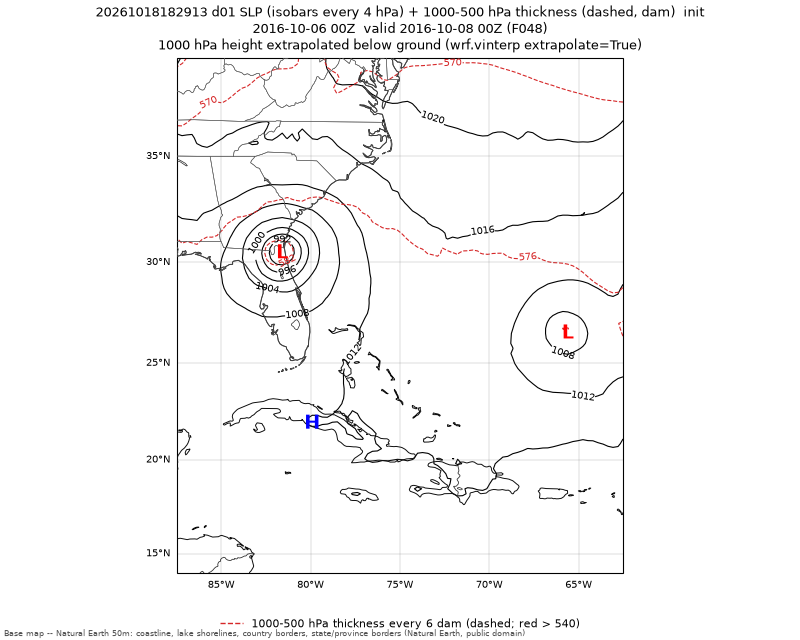 20261018182913 d01 SLP (isobars every 4 hPa) + 1000-500 hPa thickness (dashed, dam)  init
2016-10-06 00Z  valid 2016-10-08 00Z (F048)
1000 hPa height extrapolated below ground (wrf.vinterp extrapolate=True)
570
570
1020
35°N
1016
1000
992
L
576
30°N
996
1004
1008
L
1012
1008
25°N
1012
H
20°N
15°N
85°W 80°W 75°W 70°W 65°W
1000-500 hPa thickness every 6 dam (dashed; red > 540)
Base map -- Natural Earth 50m: coastline, lake shorelines, country borders, state/province borders (Natural Earth, public domain)